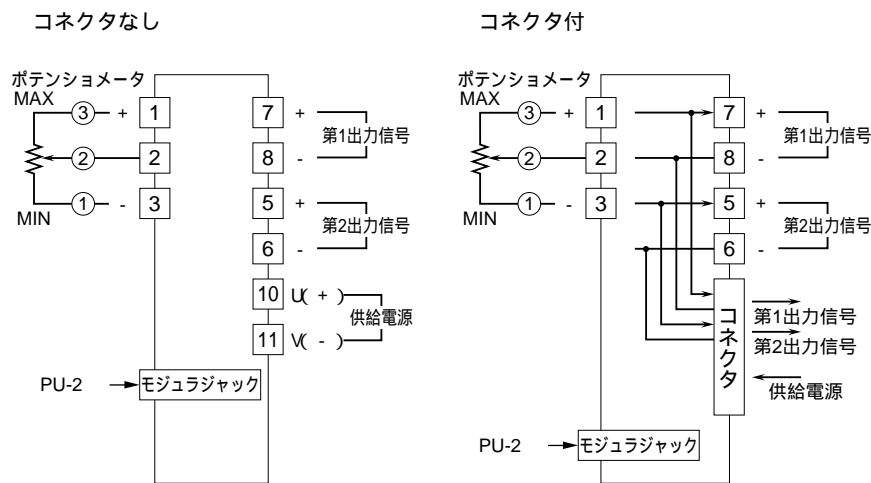 コネクタなし
ポテンショメータ
MAX
3 + 1
2 2
1 - 3
MIN
7 +
第1出力信号
8 -
5 +
第2出力信号
6 -
10 U( + )
供給電源
11 V( - )
PU-2 モジュラジャック
コネクタ付
ポテンショメータ
MAX
3 + 1
2 2
1 - 3
MIN
7 +
第1出力信号
8 -
5 +
第2出力信号
6 -
コネクタ
第1出力信号
第2出力信号
供給電源
PU-2 モジュラジャック